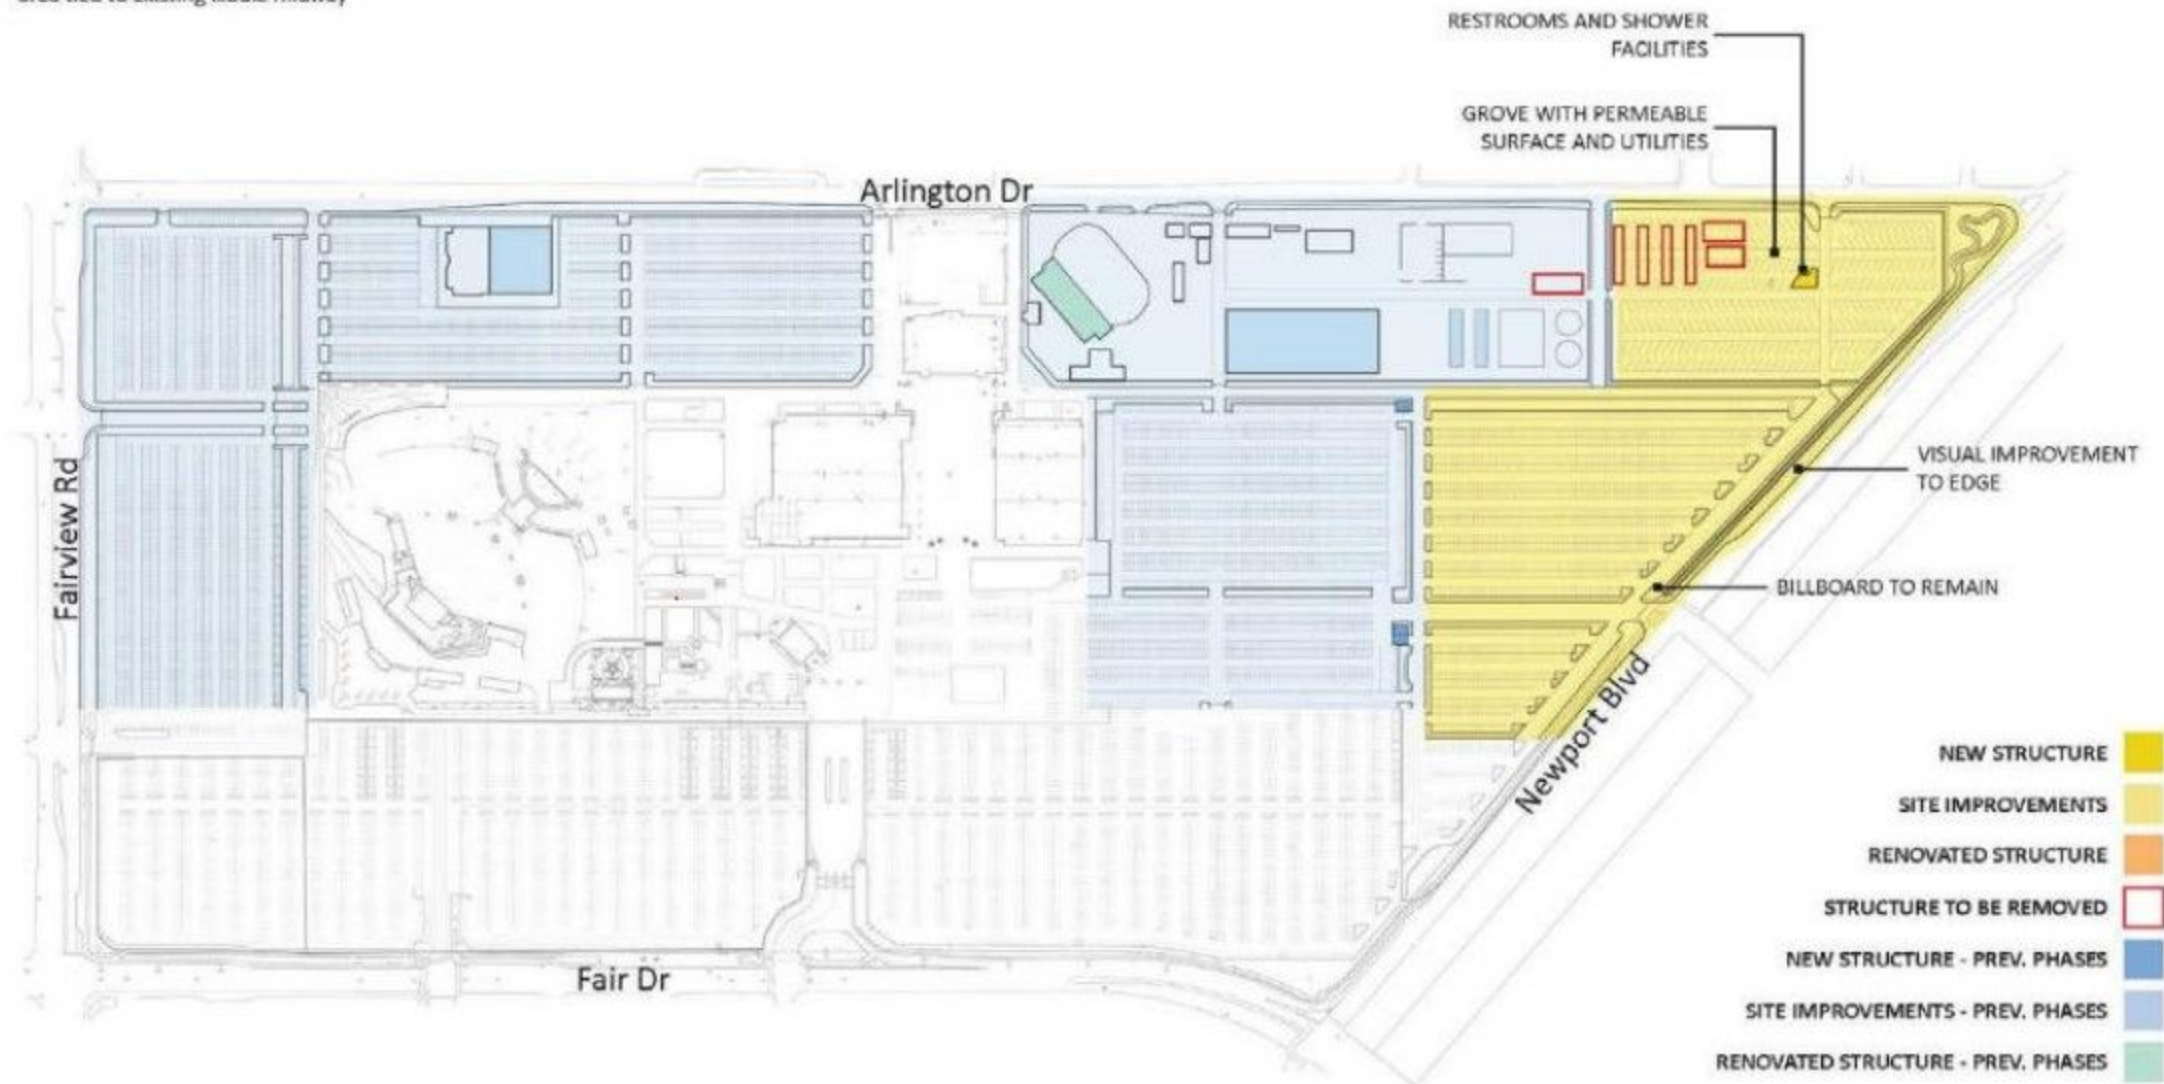 RESTROOMS AND SHOWER
FACILITIES
GROVE WITH PERMEABLE
SURFACE AND UTILITIES
Arlington Dr
Fairview Rd
VISUAL IMPROVEMENT
TO EDGE
BILLBOARD TO REMAIN
Newport Blvd
Fair Dr
NEW STRUCTURE
SITE IMPROVEMENTS
RENOVATED STRUCTURE
STRUCTURE TO BE REMOVED
NEW STRUCTURE - PREV. PHASES
SITE IMPROVEMENTS - PREV. PHASES
RENOVATED STRUCTURE - PREV. PHASES